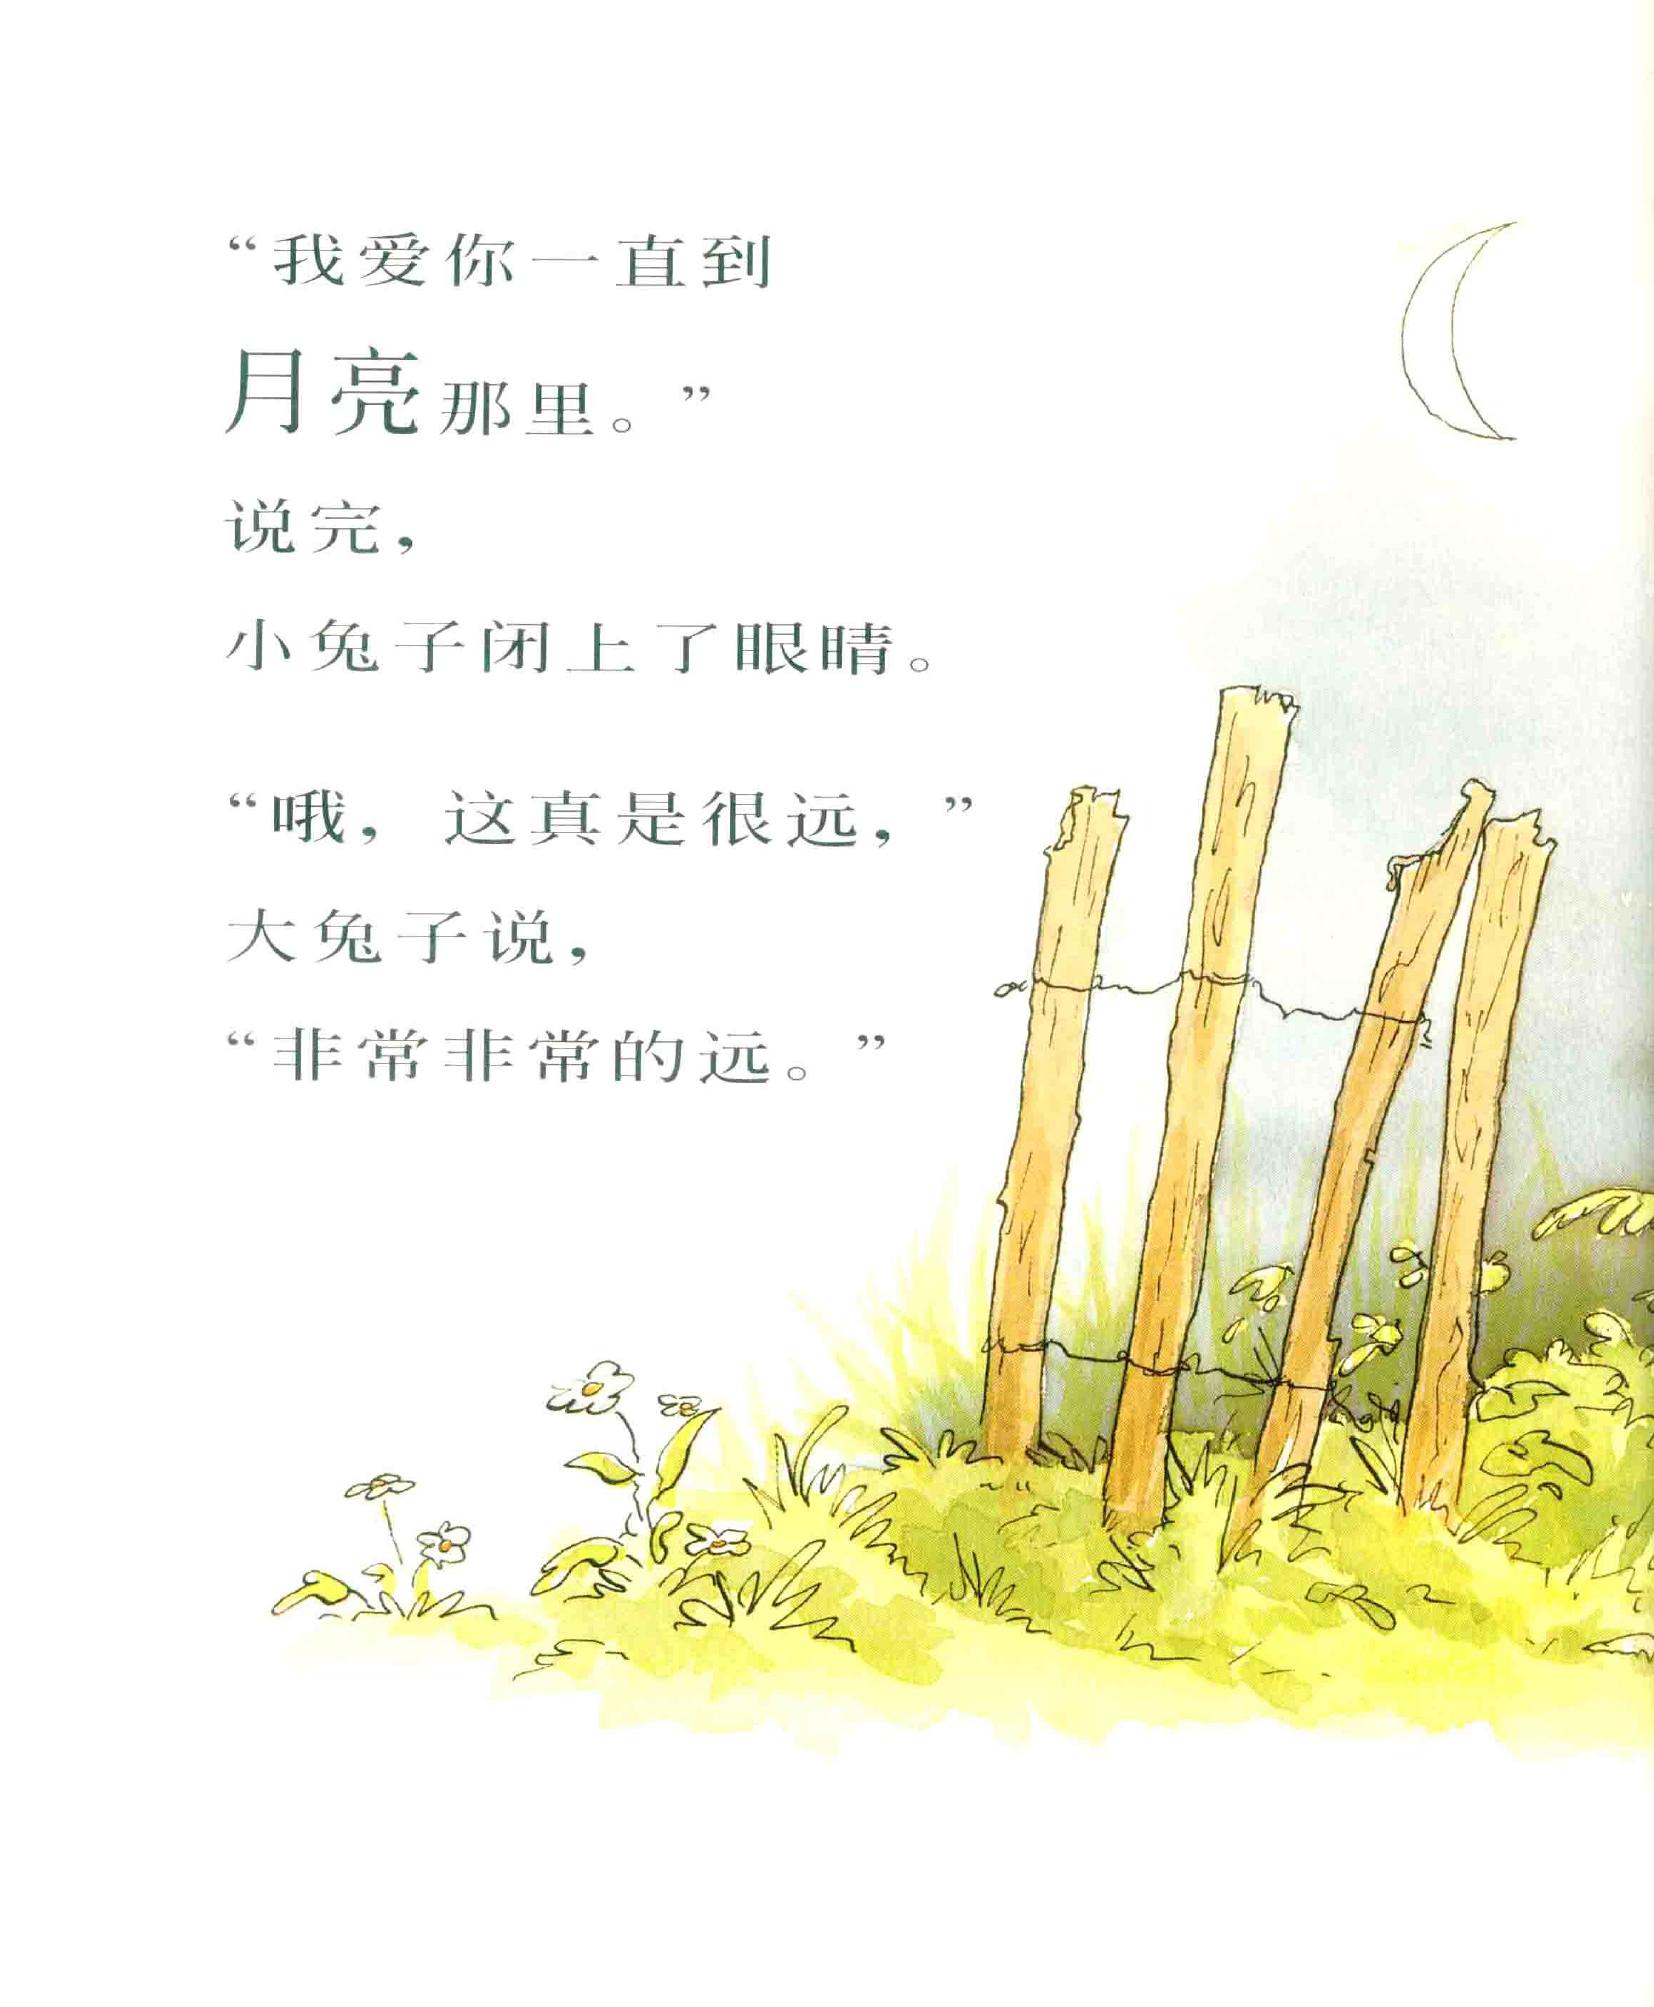 “我爱你一直到
月亮那里。”
说完，
小兔子闭上了眼睛。
“哦，这真是很远，”
大兔子说，
“非常非常的远。”